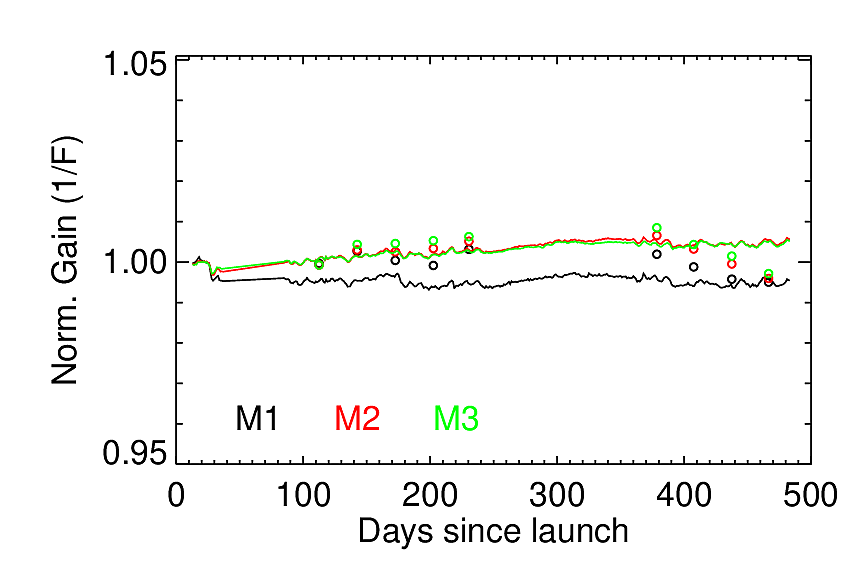 1.05
1.00
0.95
Norm. Gain (1/F)
M1 M2 M3
0 100 200 300 400 500
Days since launch